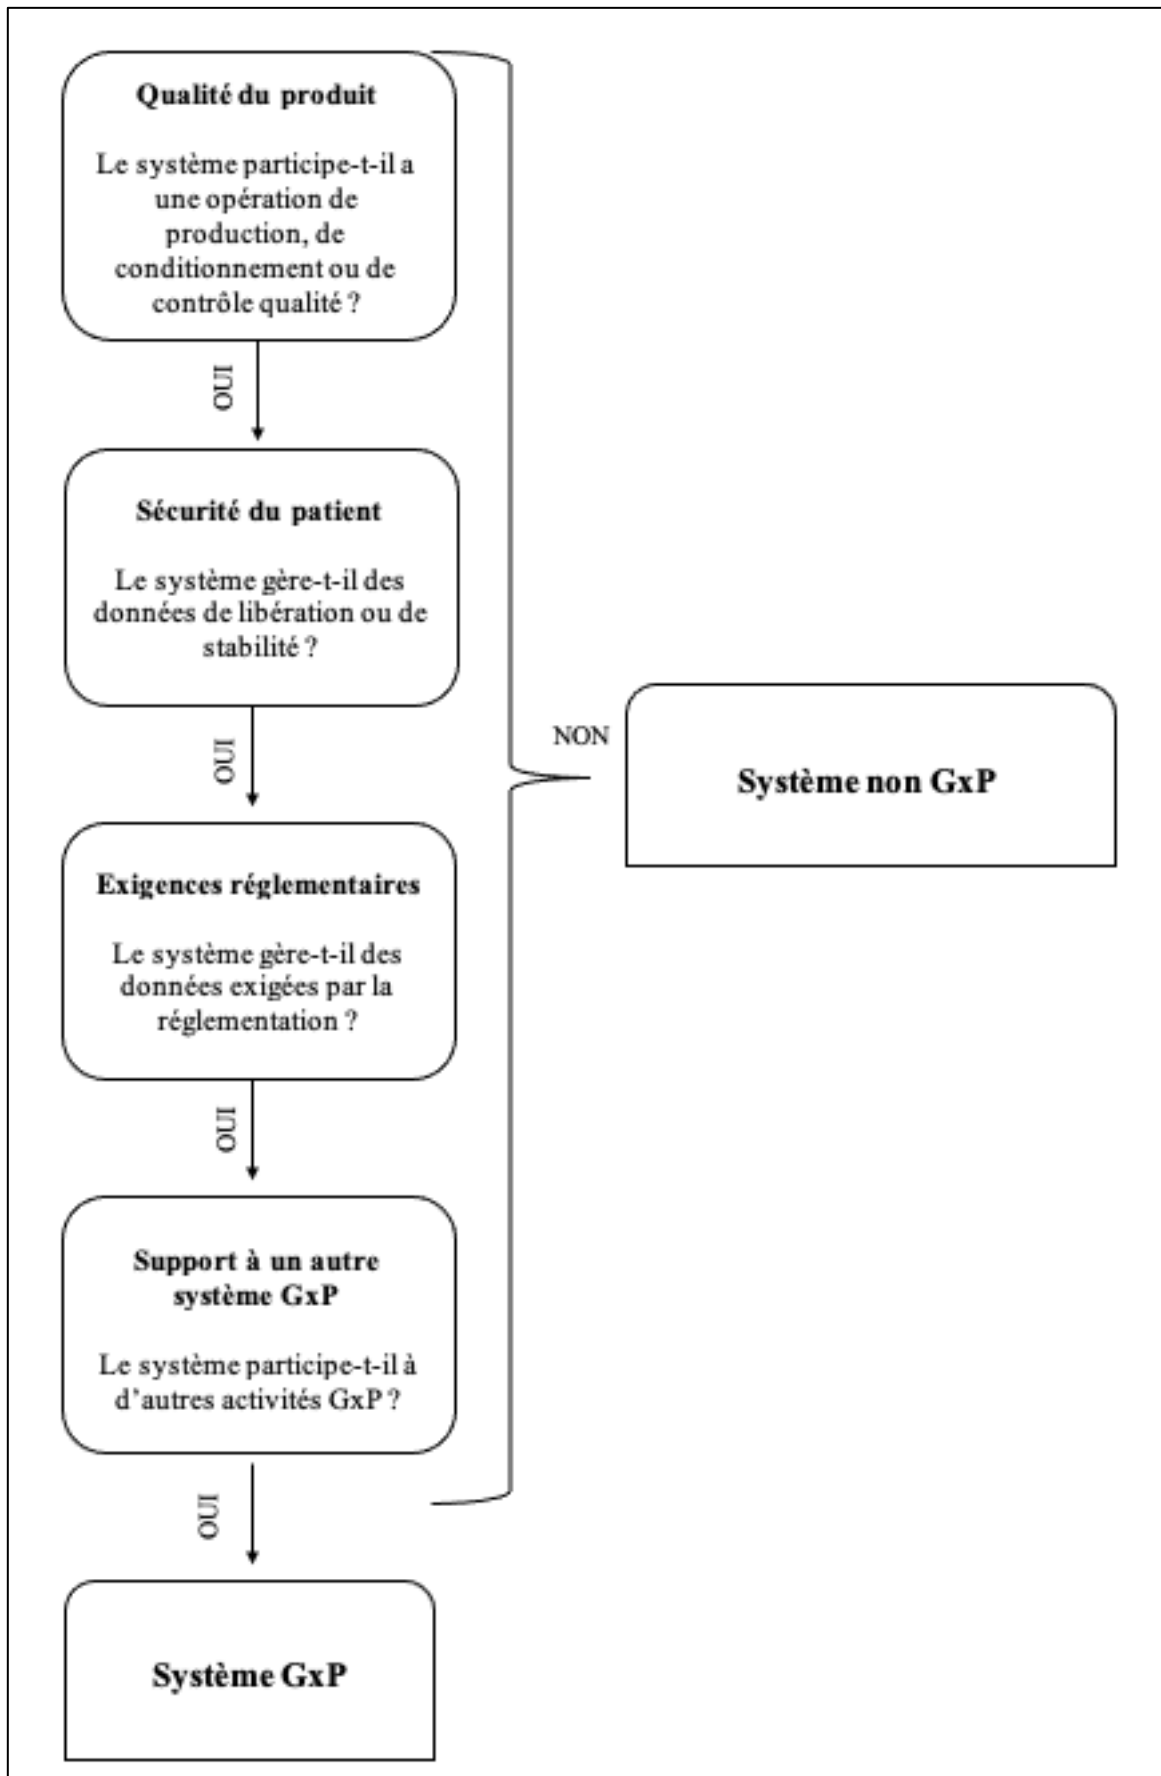 Qualité du produit
Le système participe-t-il a
une opération de
production, de
conditionnement ou de
contrôle qualité ?
OUI
Sécurité du patient
Le système gère-t-il des
données de libération ou de
stabilité ?
OUI
NON
Système non GxP
Exigences réglementaires
Le système gère-t-il des
données exigées par la
réglementation ?
OUI
Support à un autre
système GxP
Le système participe-t-il à
d’autres activités GxP ?
OUI
Système GxP